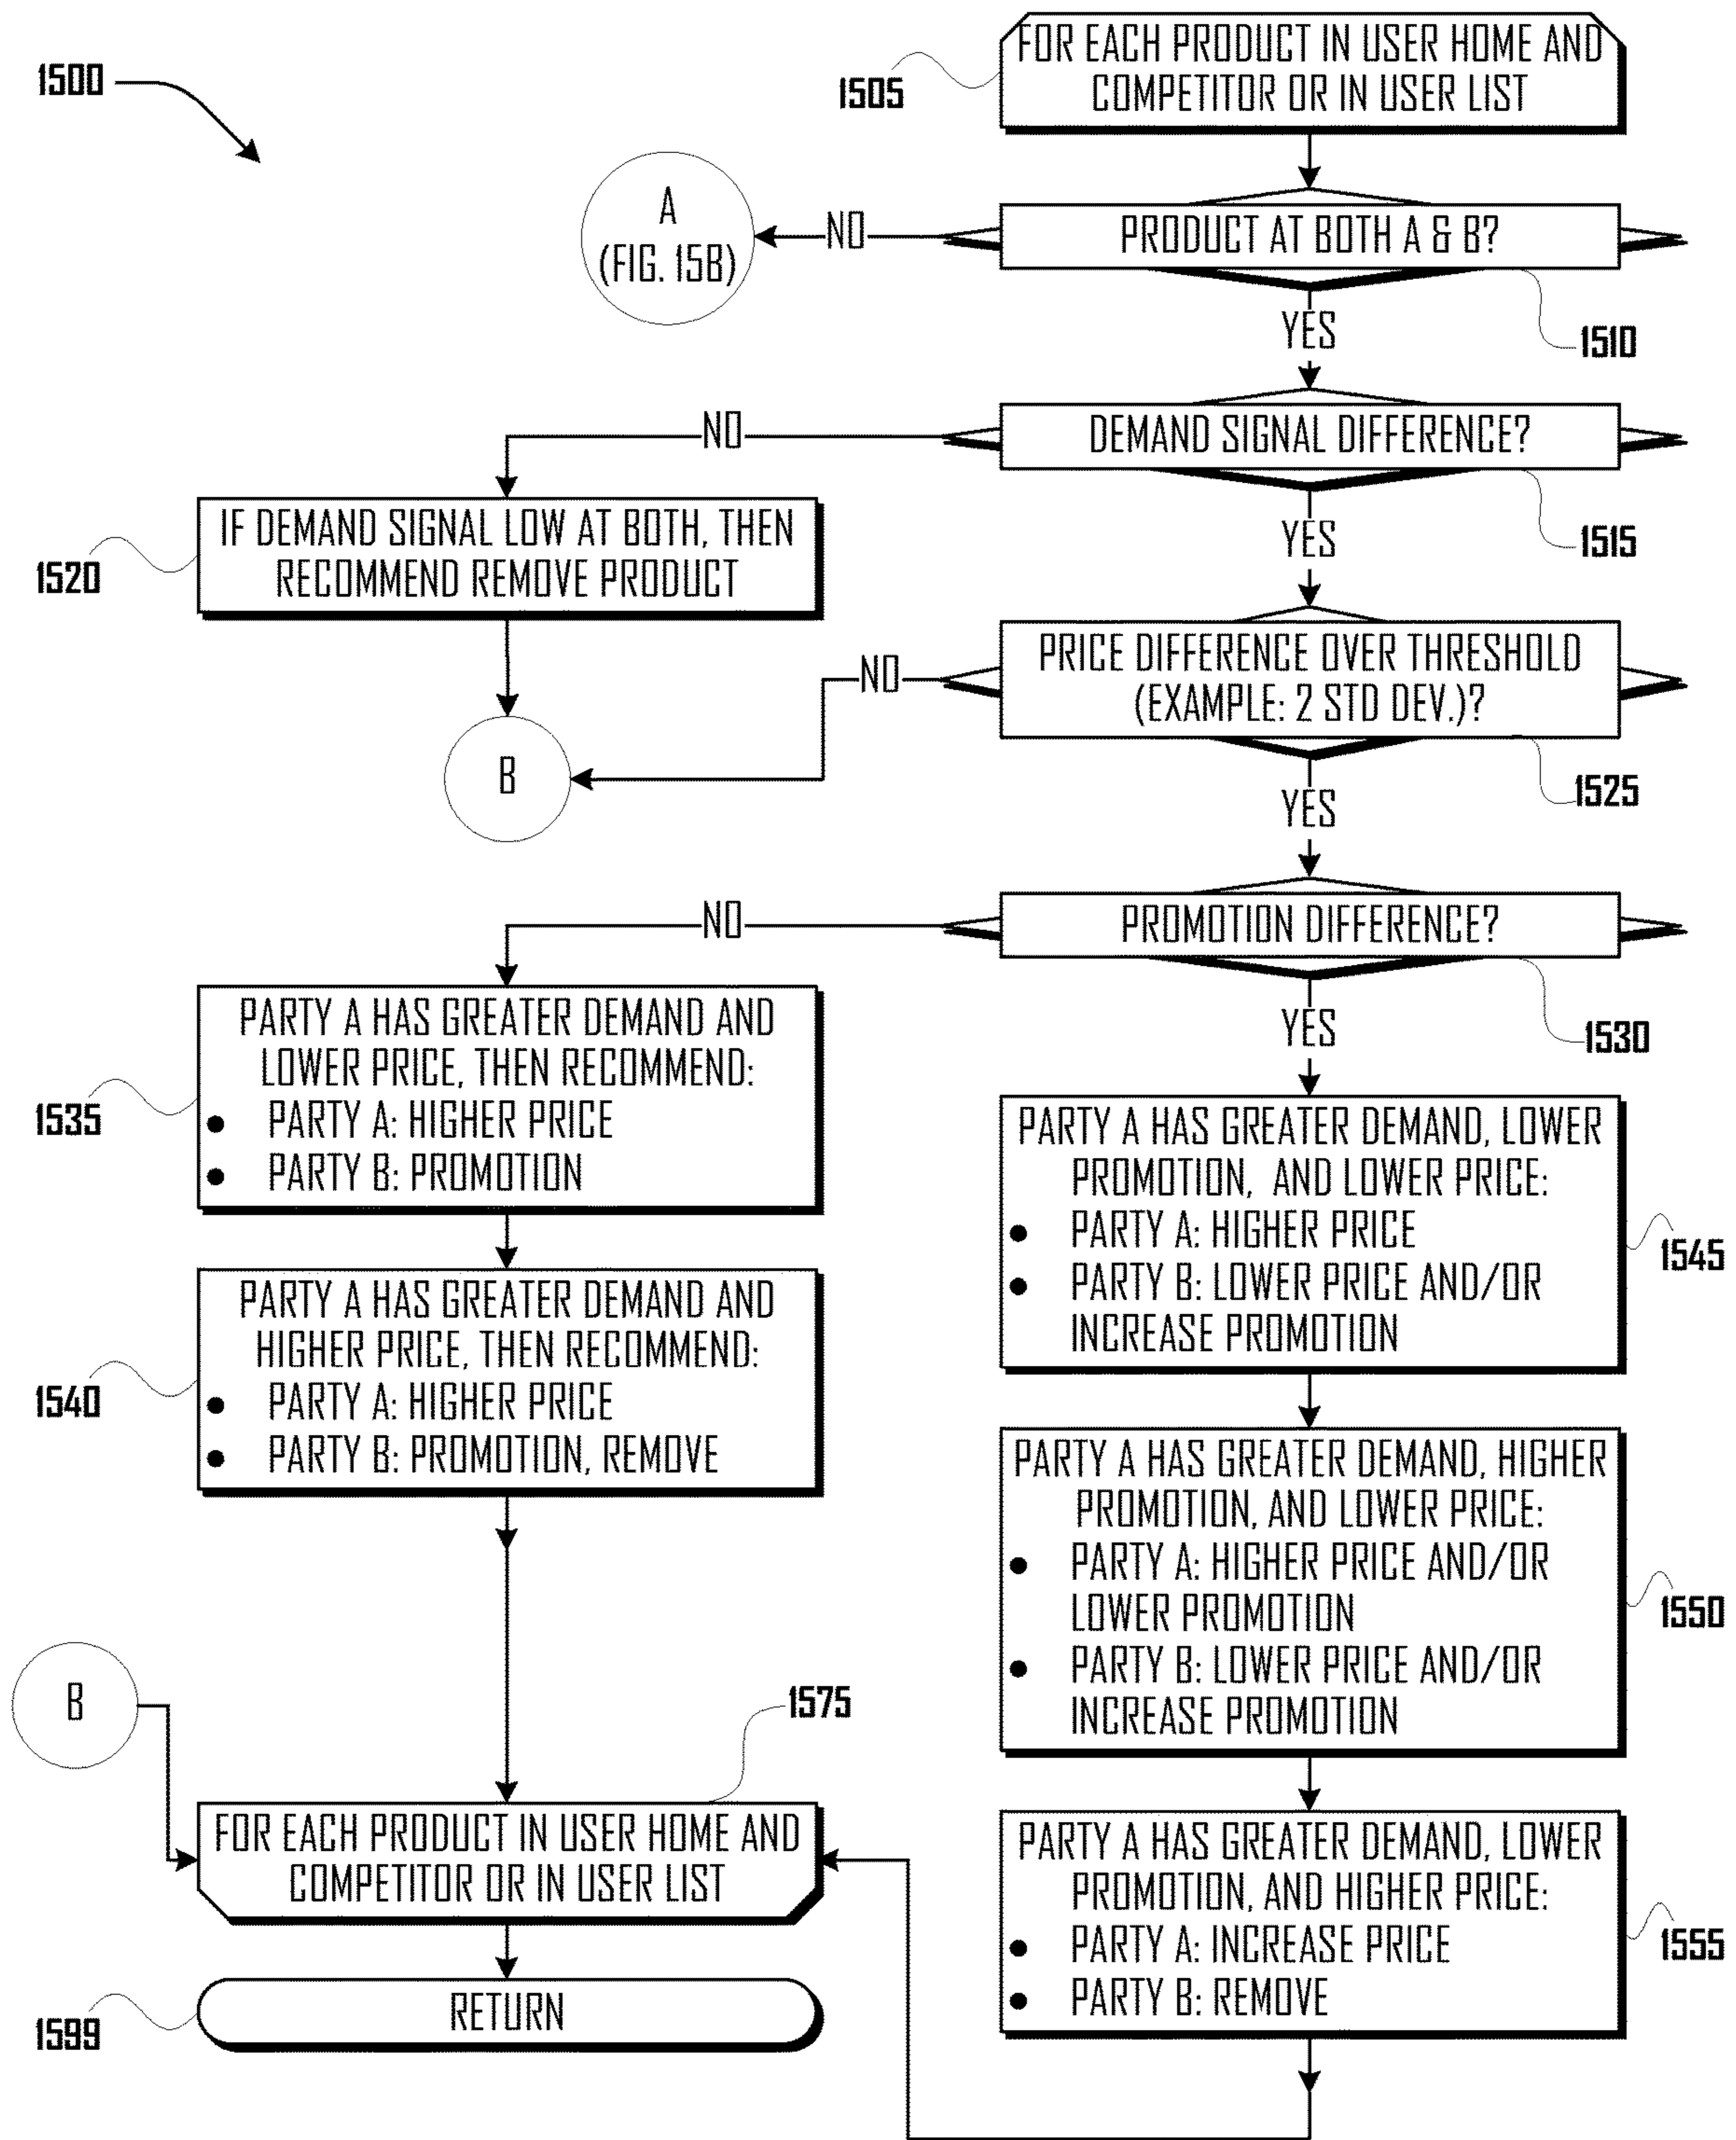 1500
FOR EACH PRODUCT IN USER HOME AND
COMPETITOR OR IN USER LIST
1505
A
(FIG. 15B)
NO
PRODUCT AT BOTH A & B?
1510
YES
NO
DEMAND SIGNAL DIFFERENCE?
1515
YES
IF DEMAND SIGNAL LOW AT BOTH, THEN
RECOMMEND REMOVE PRODUCT
1520
NO
PRICE DIFFERENCE OVER THRESHOLD
(EXAMPLE: 2 STD DEV.)?
1525
B
YES
NO
PROMOTION DIFFERENCE?
1530
YES
PARTY A HAS GREATER DEMAND AND
LOWER PRICE, THEN RECOMMEND:
• PARTY A: HIGHER PRICE
• PARTY B: PROMOTION
1535
PARTY A HAS GREATER DEMAND AND
HIGHER PRICE, THEN RECOMMEND:
• PARTY A: HIGHER PRICE
• PARTY B: PROMOTION, REMOVE
1540
PARTY A HAS GREATER DEMAND, LOWER
PROMOTION, AND LOWER PRICE:
• PARTY A: HIGHER PRICE
• PARTY B: LOWER PRICE AND/OR
INCREASE PROMOTION
1545
PARTY A HAS GREATER DEMAND, HIGHER
PROMOTION, AND LOWER PRICE:
• PARTY A: HIGHER PRICE AND/OR
LOWER PROMOTION
• PARTY B: LOWER PRICE AND/OR
INCREASE PROMOTION
1550
PARTY A HAS GREATER DEMAND, LOWER
PROMOTION, AND HIGHER PRICE:
• PARTY A: INCREASE PRICE
• PARTY B: REMOVE
1555
B
1575
FOR EACH PRODUCT IN USER HOME AND
COMPETITOR OR IN USER LIST
RETURN
1599